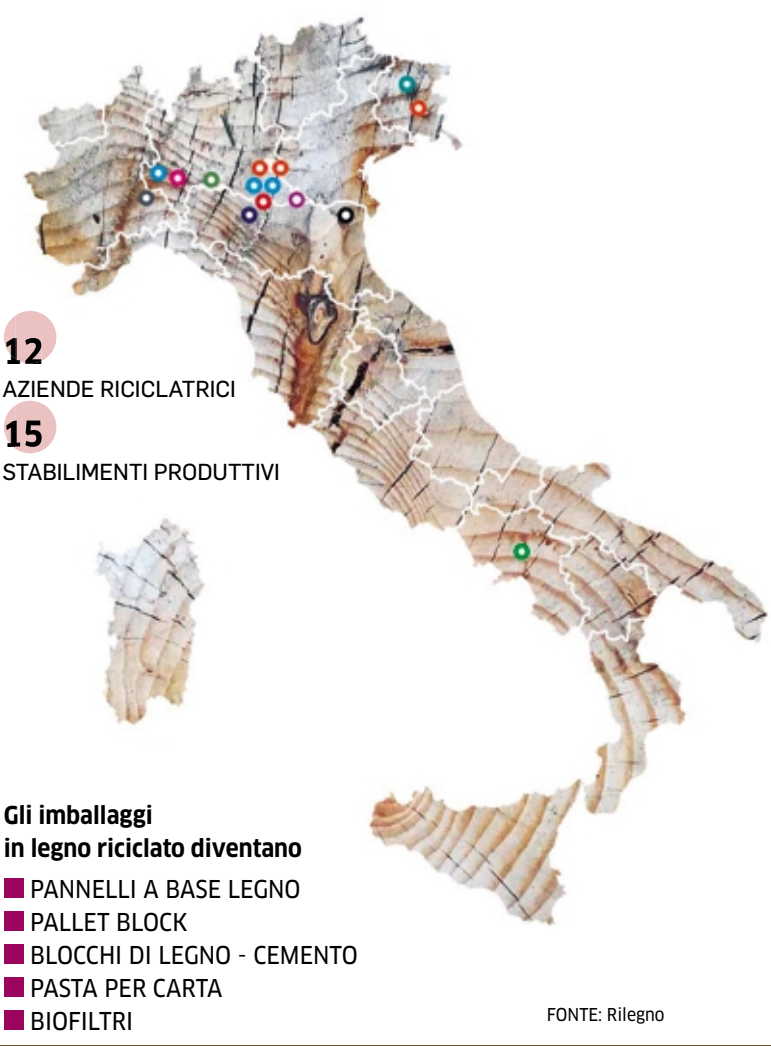 12
AZIENDE RICICLATRICI
15
STABILIMENTI PRODUTTIVI
Gli imballaggi
in legno riciclato diventano
PANNELLI A BASE LEGNO
PALLET BLOCK
BLOCCHI DI LEGNO - CEMENTO
PASTA PER CARTA
BIOFILTRI
FONTE: Rilegno